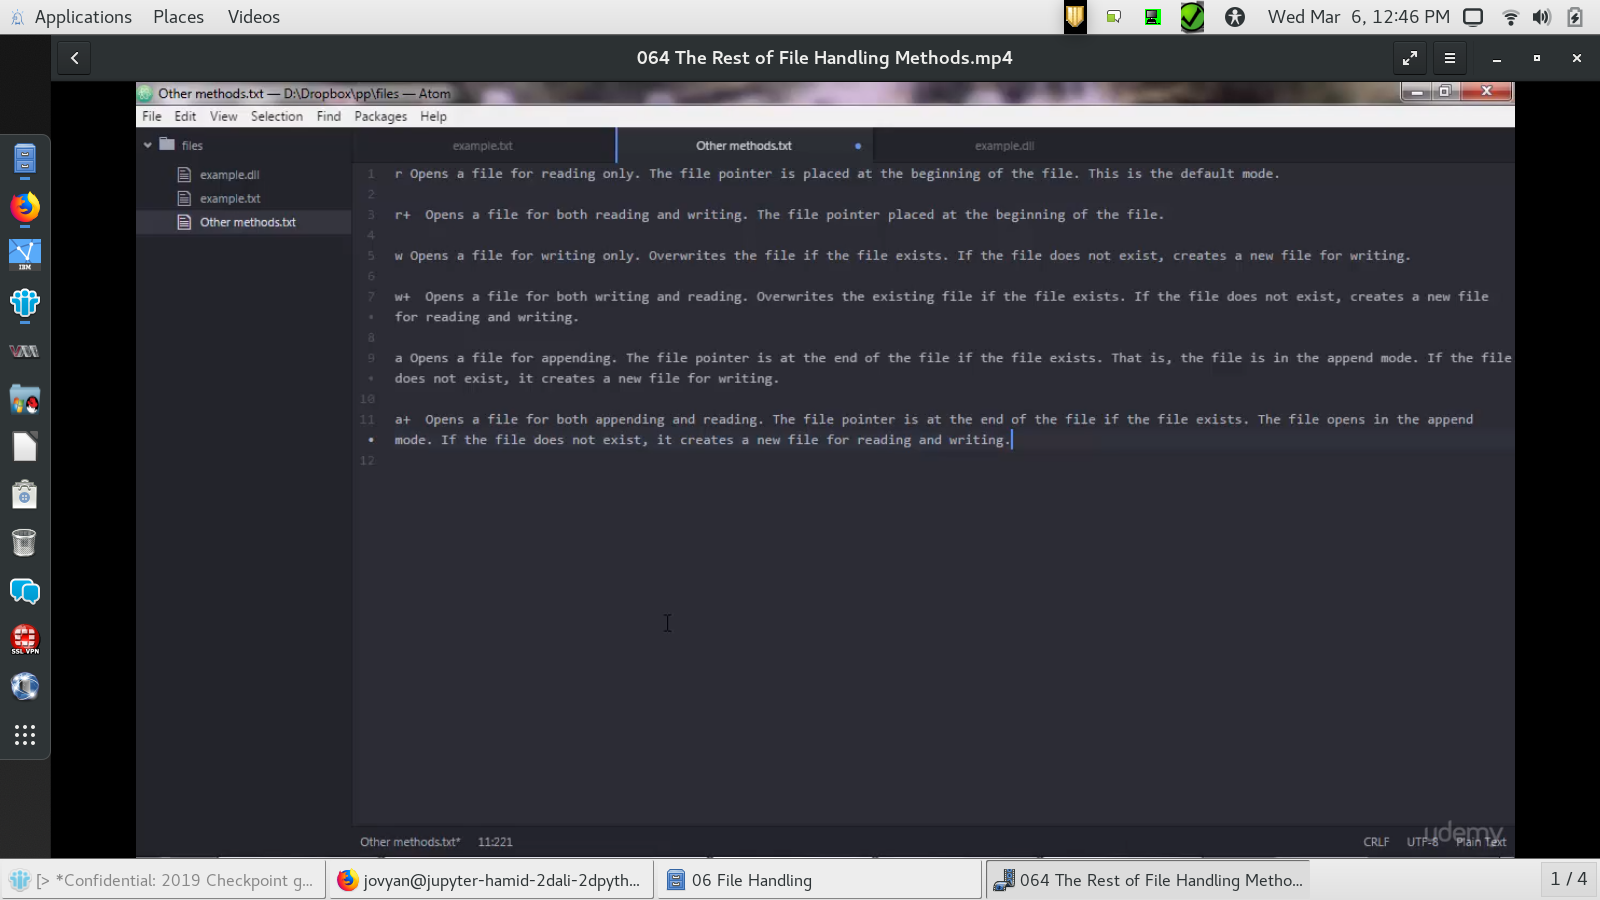 Applications Places Videos Wed Mar 6, 12:46 PM
064 The Rest of File Handling Methods.mp4
Other methods.txt — D:\Dropbox\pp\files — Atom
File Edit View Selection Find Packages Help
files
example.dll
example.txt
Other methods.txt
example.txt Other methods.txt example.dll
1 r Opens a file for reading only. The file pointer is placed at the beginning of the file. This is the default mode.
2
3 r+ Opens a file for both reading and writing. The file pointer placed at the beginning of the file.
4
5 w Opens a file for writing only. Overwrites the file if the file exists. If the file does not exist, creates a new file for writing.
6
7 w+ Opens a file for both writing and reading. Overwrites the existing file if the file exists. If the file does not exist, creates a new file
• for reading and writing.
8
9 a Opens a file for appending. The file pointer is at the end of the file if the file exists. That is, the file is in the append mode. If the file
• does not exist, it creates a new file for writing.
10
11 a+ Opens a file for both appending and reading. The file pointer is at the end of the file if the file exists. The file opens in the append
• mode. If the file does not exist, it creates a new file for reading and writing.
12
IBM
VM
SSL VPN
udemy
Other methods.txt* 11:221 CRLF UTF-8 Plain Text
[> *Confidential: 2019 Checkpoint g...
jovyan@jupyter-hamid-2dali-2dpyth...
06 File Handling
064 The Rest of File Handling Metho...
1 / 4